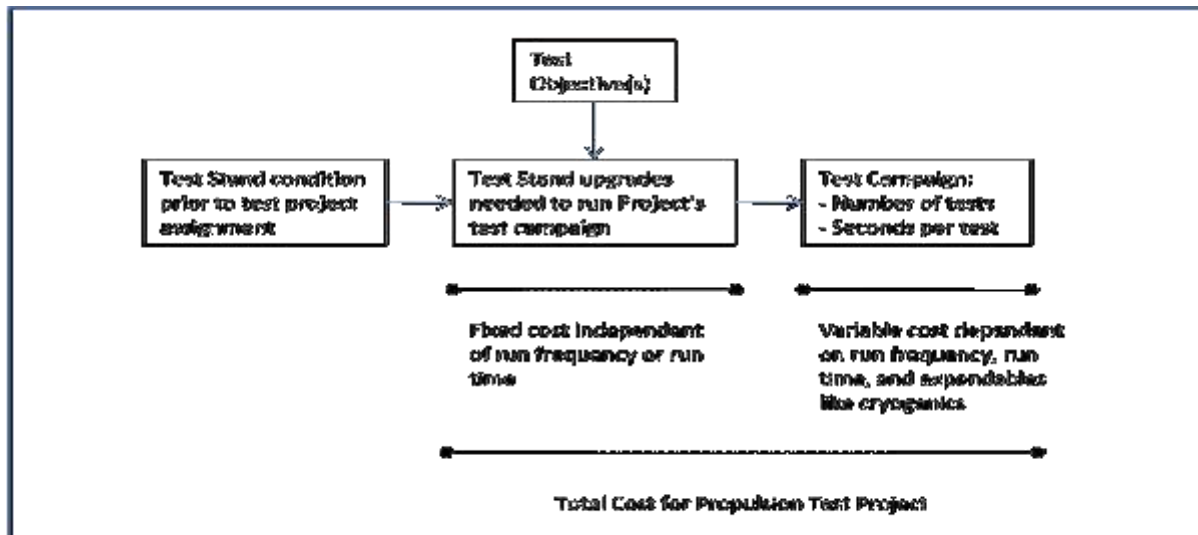 Test
Objective(s)
Test Stand condition
prior to test project
assignment
Test Stand upgrades
needed to run Project's
test campaign
Test Campaign:
- Number of tests
- Seconds per test
Fixed cost independent
of run frequency or run
time
Variable cost dependant
on run frequency, run
time, and expendables
like cryogenics
Total Cost for Propulsion Test Project